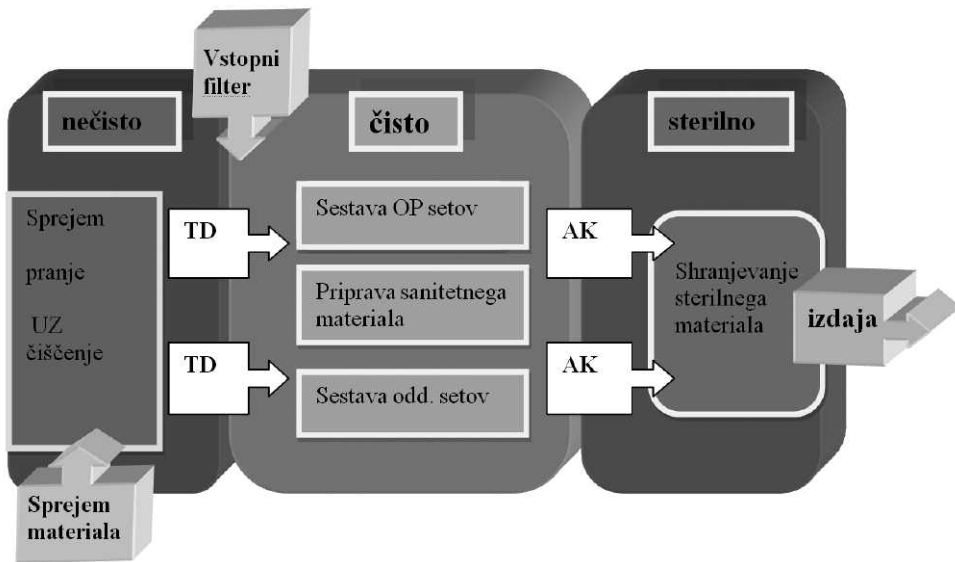 Vstopni
filter
nečisto
čisto
sterilno
Sprejem
pranje
UZ
čiščenje
TD
TD
Sestava OP setov
Priprava sanitetnega
materiala
Sestava odd. setov
AK
AK
Shranjevanje
sterilnega
materiala
izdaja
Sprejem
materiala